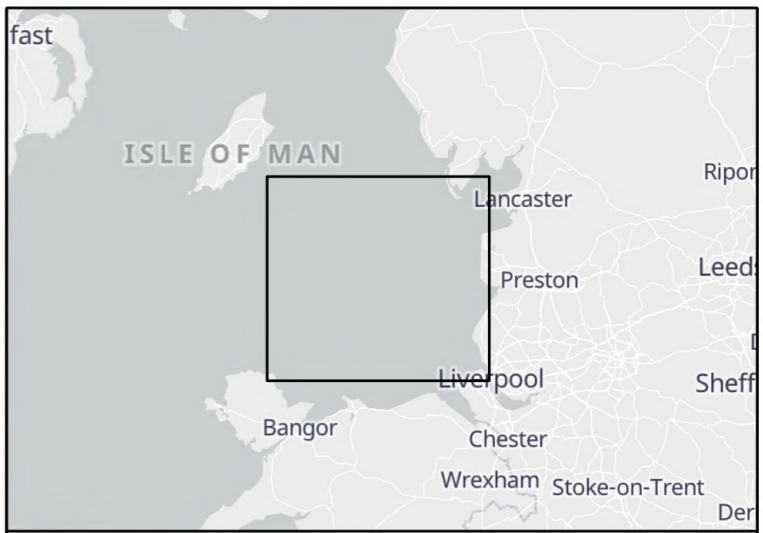 fast
ISLE OF MAN
Ripor
Lancaster
Leeds
Preston
D
Liverpool
Sheff
Bangor
Chester
Wrexham
Stoke-on-Trent
Der